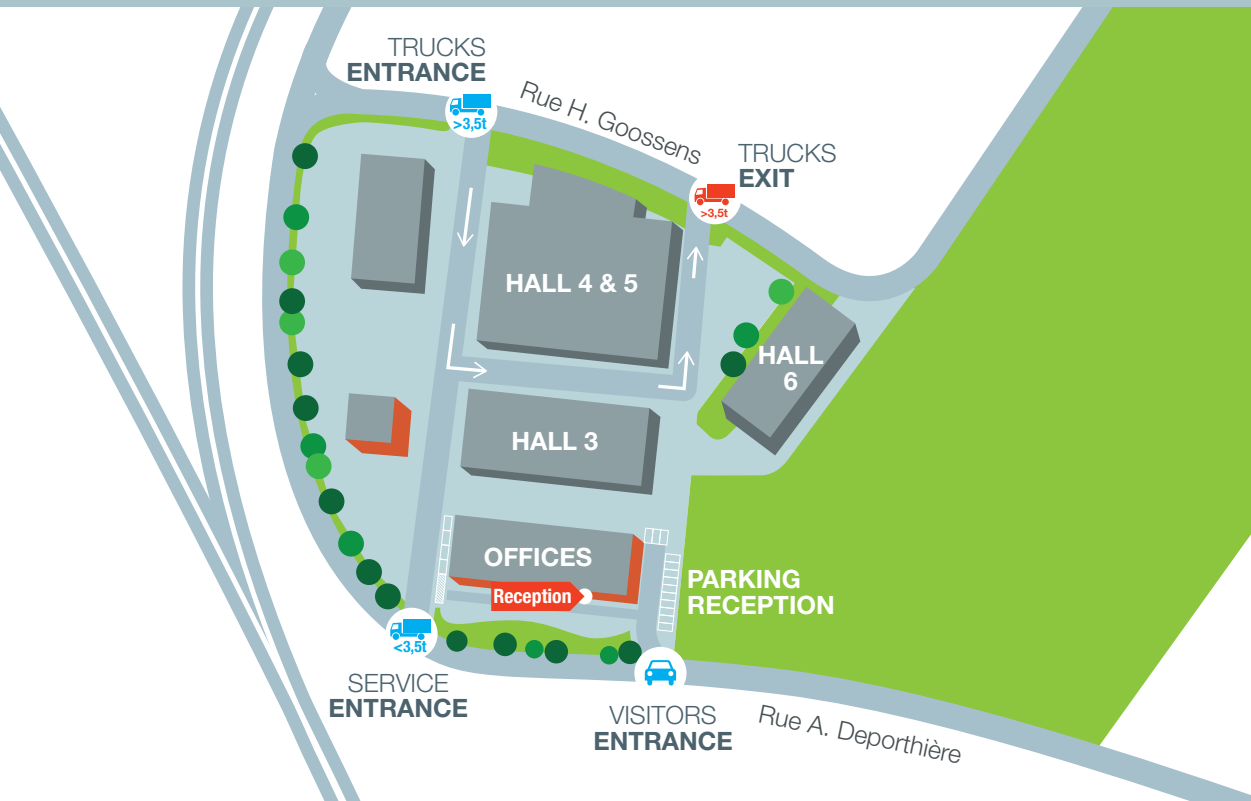 TRUCKS
ENTRANCE
>3,5t
Rue H. Goossens
TRUCKS
EXIT
>3,5t
HALL 4 & 5
HALL
6
HALL 3
OFFICES
Reception
PARKING
RECEPTION
<3,5t
SERVICE
ENTRANCE
VISITORS
ENTRANCE
Rue A. Deporthière